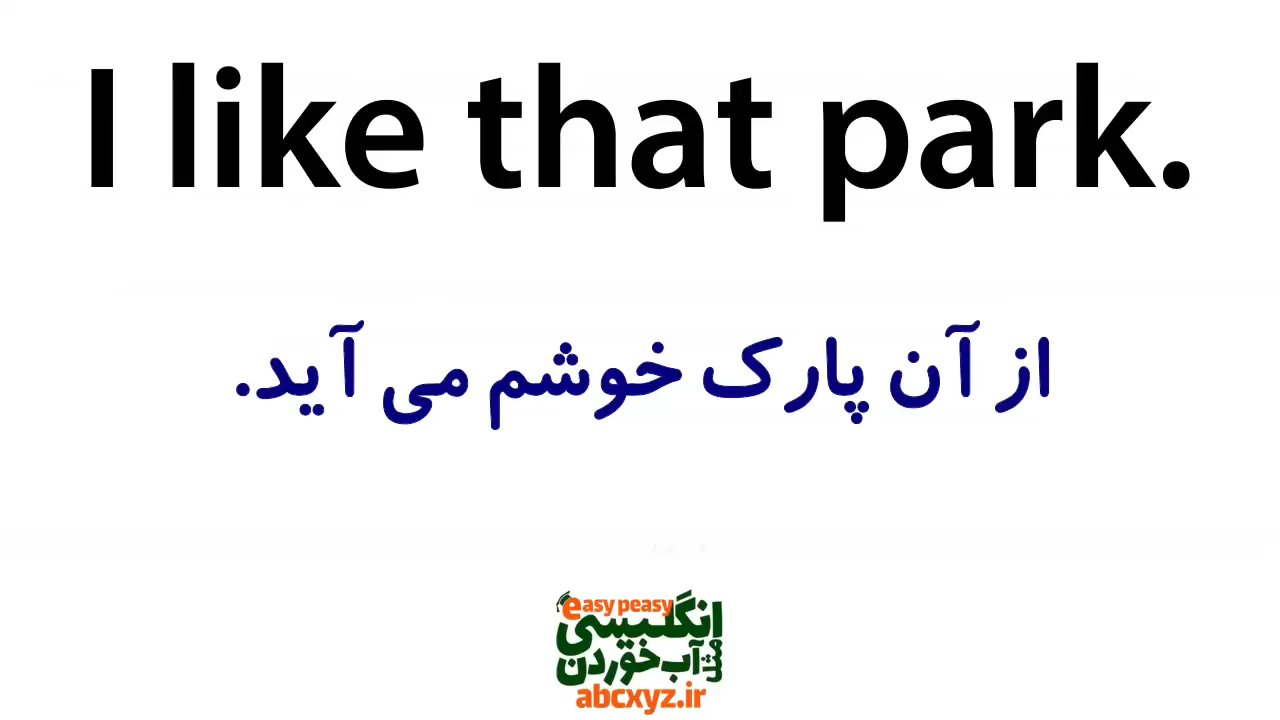 I like that park.
از آن پارک خوشم می آید.
easy peasy
انگلیسی
مثل آب خوردن
abcxyz.ir